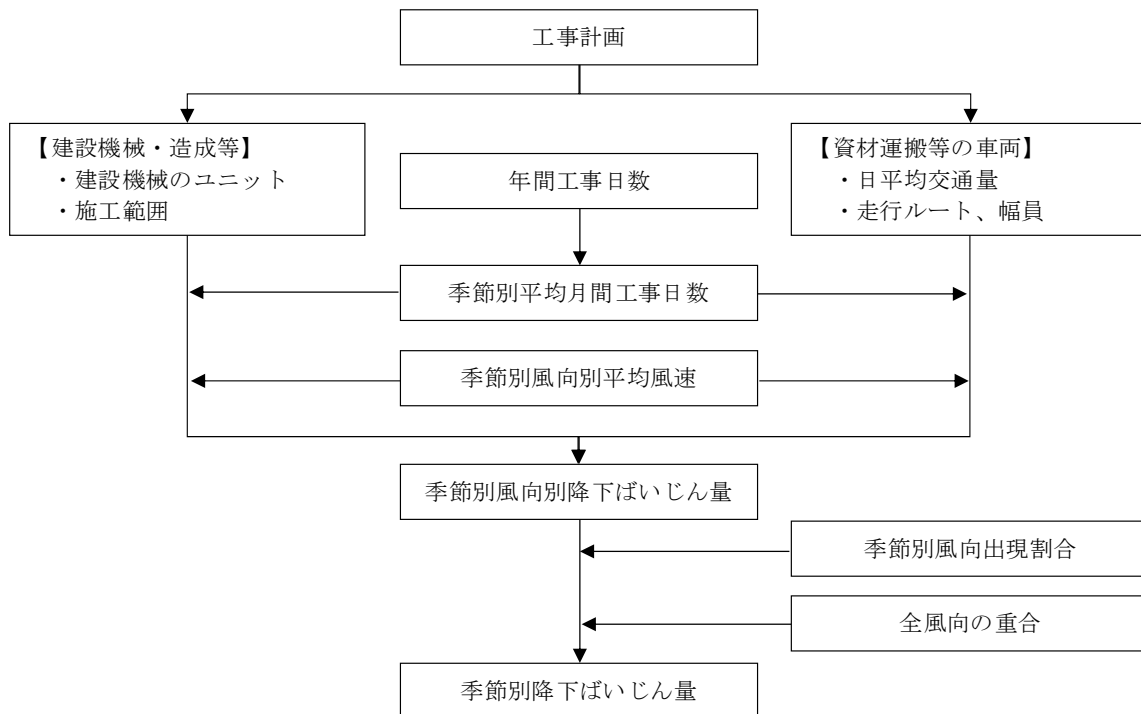 工事計画
【建設機械・造成等】
・建設機械のユニット
・施工範囲
年間工事日数
【資材運搬等の車両】
・日平均交通量
・走行ルート、幅員
季節別平均月間工事日数
季節別風向別平均風速
季節別風向別降下ばいじん量
季節別風向出現割合
全風向の重合
季節別降下ばいじん量